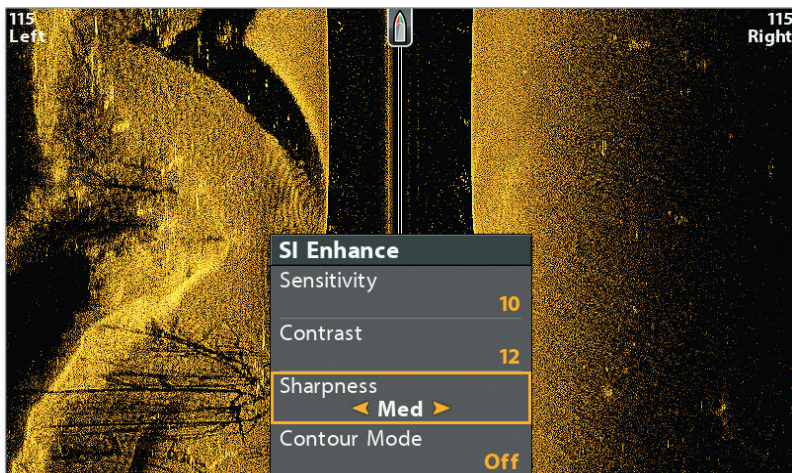 115
Left
115
Right
SI Enhance
Sensitivity
10
Contrast
12
Sharpness
Med
Contour Mode
Off